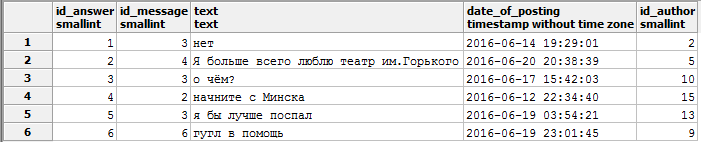 id_answer id_message text date_of_posting id_author
smallint smallint text timestamp without time zone smallint
1 1 3 нет 2016-06-14 19:29:01 2
2 2 4 Я больше всего люблю театр им.Горького 2016-06-20 20:38:39 5
3 3 3 о чём? 2016-06-17 15:42:03 10
4 4 2 начните с Минска 2016-06-12 22:34:40 15
5 5 3 я бы лучше поспал 2016-06-19 03:54:21 13
6 6 6 гугл в помощь 2016-06-19 23:01:45 9